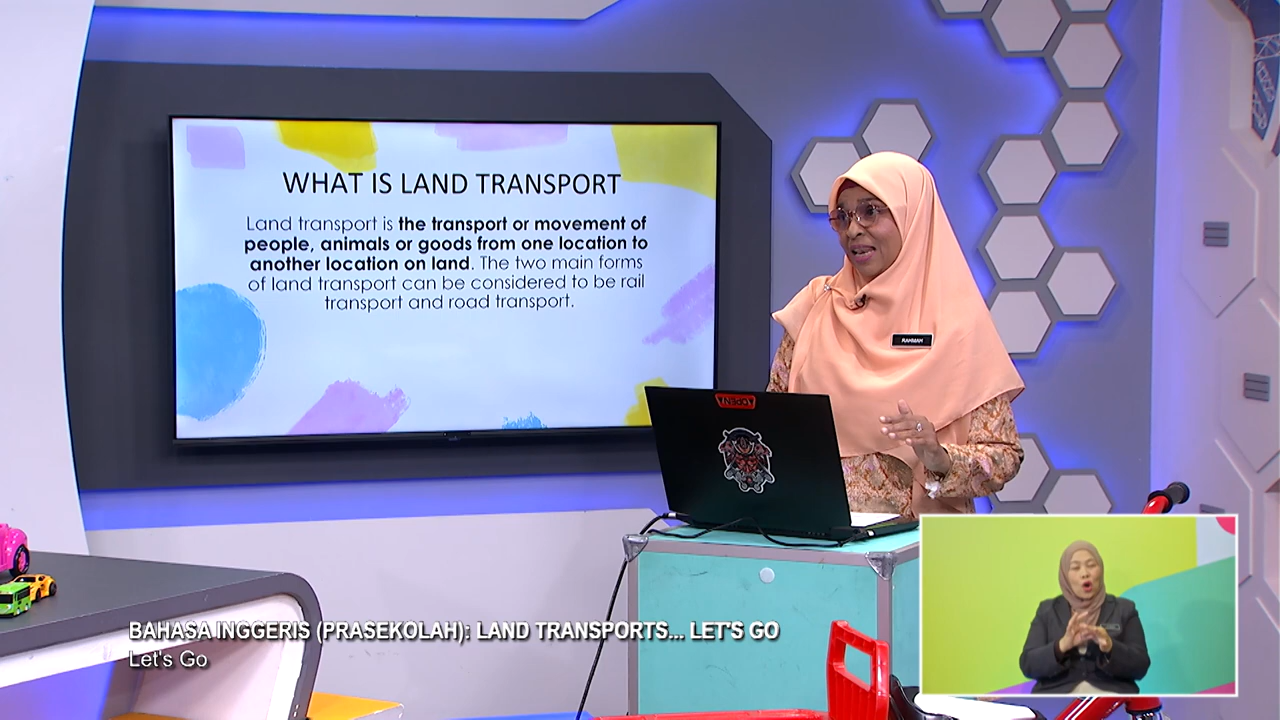 WHAT IS LAND TRANSPORT
Land transport is the transport or movement of
people, animals or goods from one location to
another location on land. The two main forms
of land transport can be considered to be rail
transport and road transport.
RAHMAH
BAHASA INGGERIS (PRASEKOLAH): LAND TRANSPORTS... LET'S GO
Let's Go